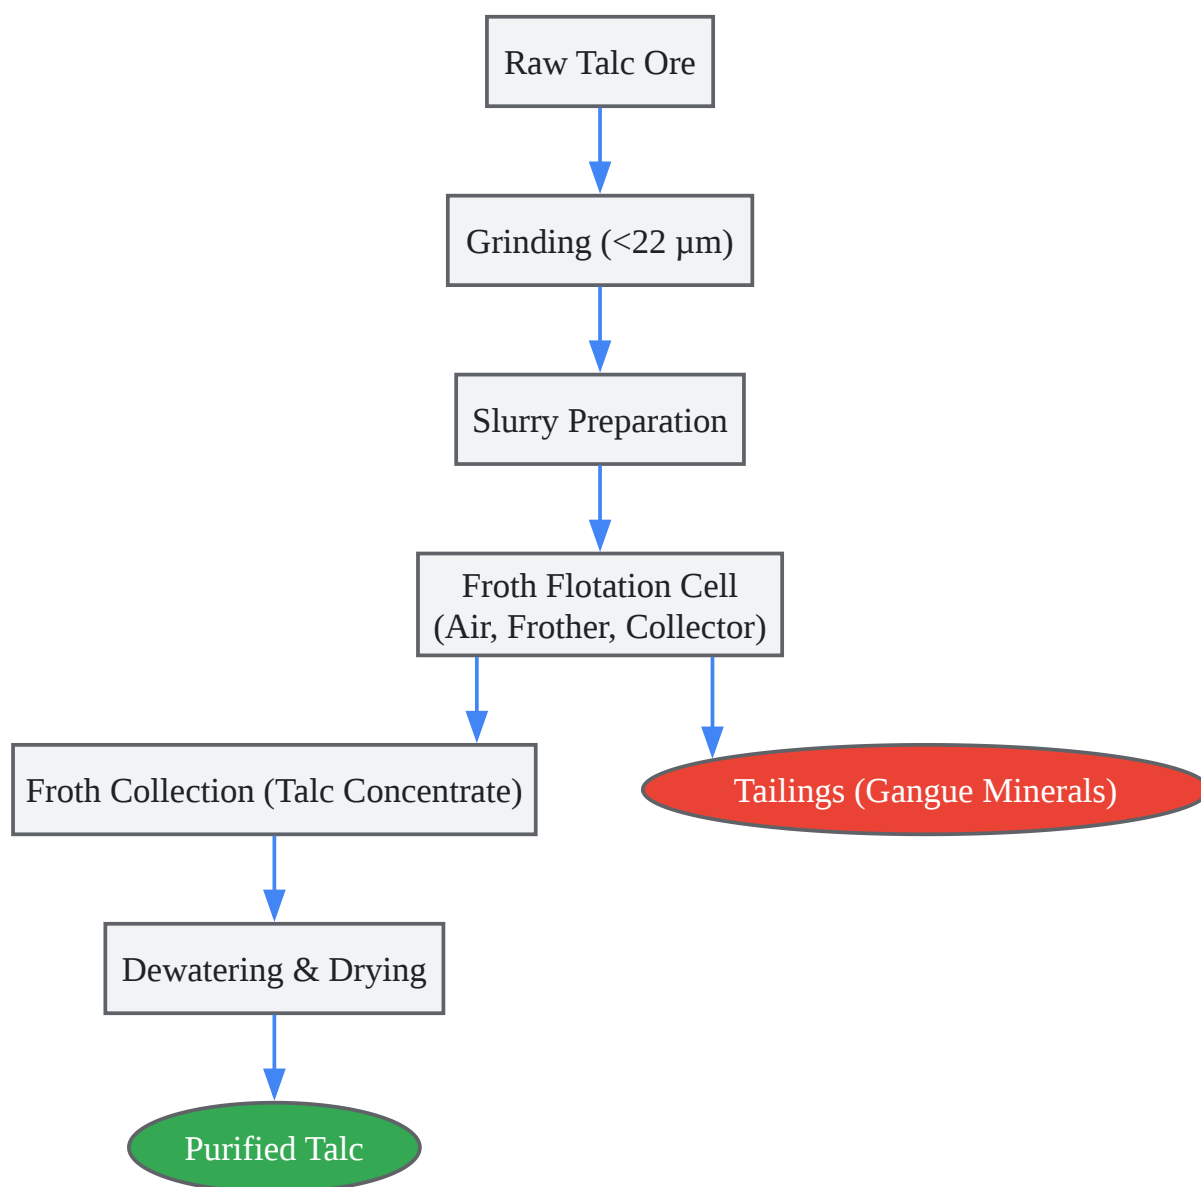 Raw Talc Ore
Grinding (<22 µm)
Slurry Preparation
Froth Flotation Cell
(Air, Frother, Collector)
Froth Collection (Talc Concentrate)
Tailings (Gangue Minerals)
Dewatering & Drying
Purified Talc